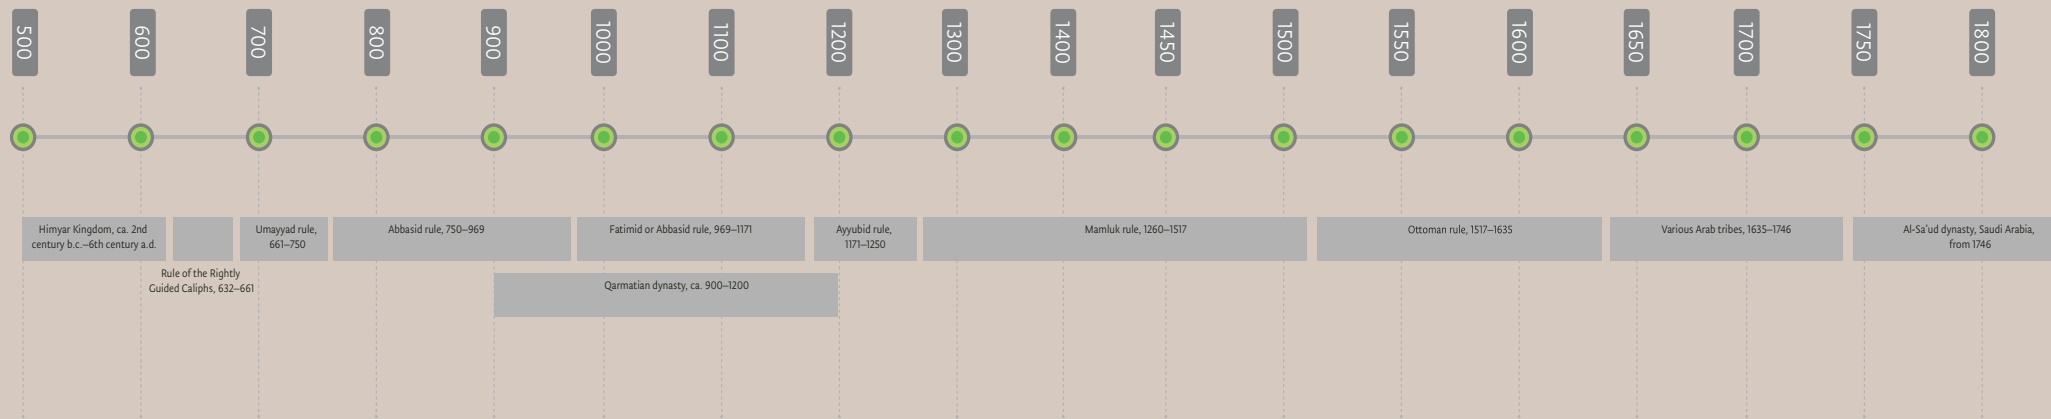 500
600
700
800
900
1000
1100
1200
1300
1400
1450
1500
1550
1600
1650
1700
1750
1800
Himyar Kingdom, ca. 2nd
century b.c.–6th century a.d.
Rule of the Rightly
Guided Caliphs, 632–661
Umayyad rule,
661–750
Abbasid rule, 750–969
Fatimid or Abbasid rule, 969–1171
Ayyubid rule,
1171–1250
Mamluk rule, 1260–1517
Ottoman rule, 1517–1635
Various Arab tribes, 1635–1746
Al-Sa'ud dynasty, Saudi Arabia,
from 1746
Qarmatian dynasty, ca. 900–1200